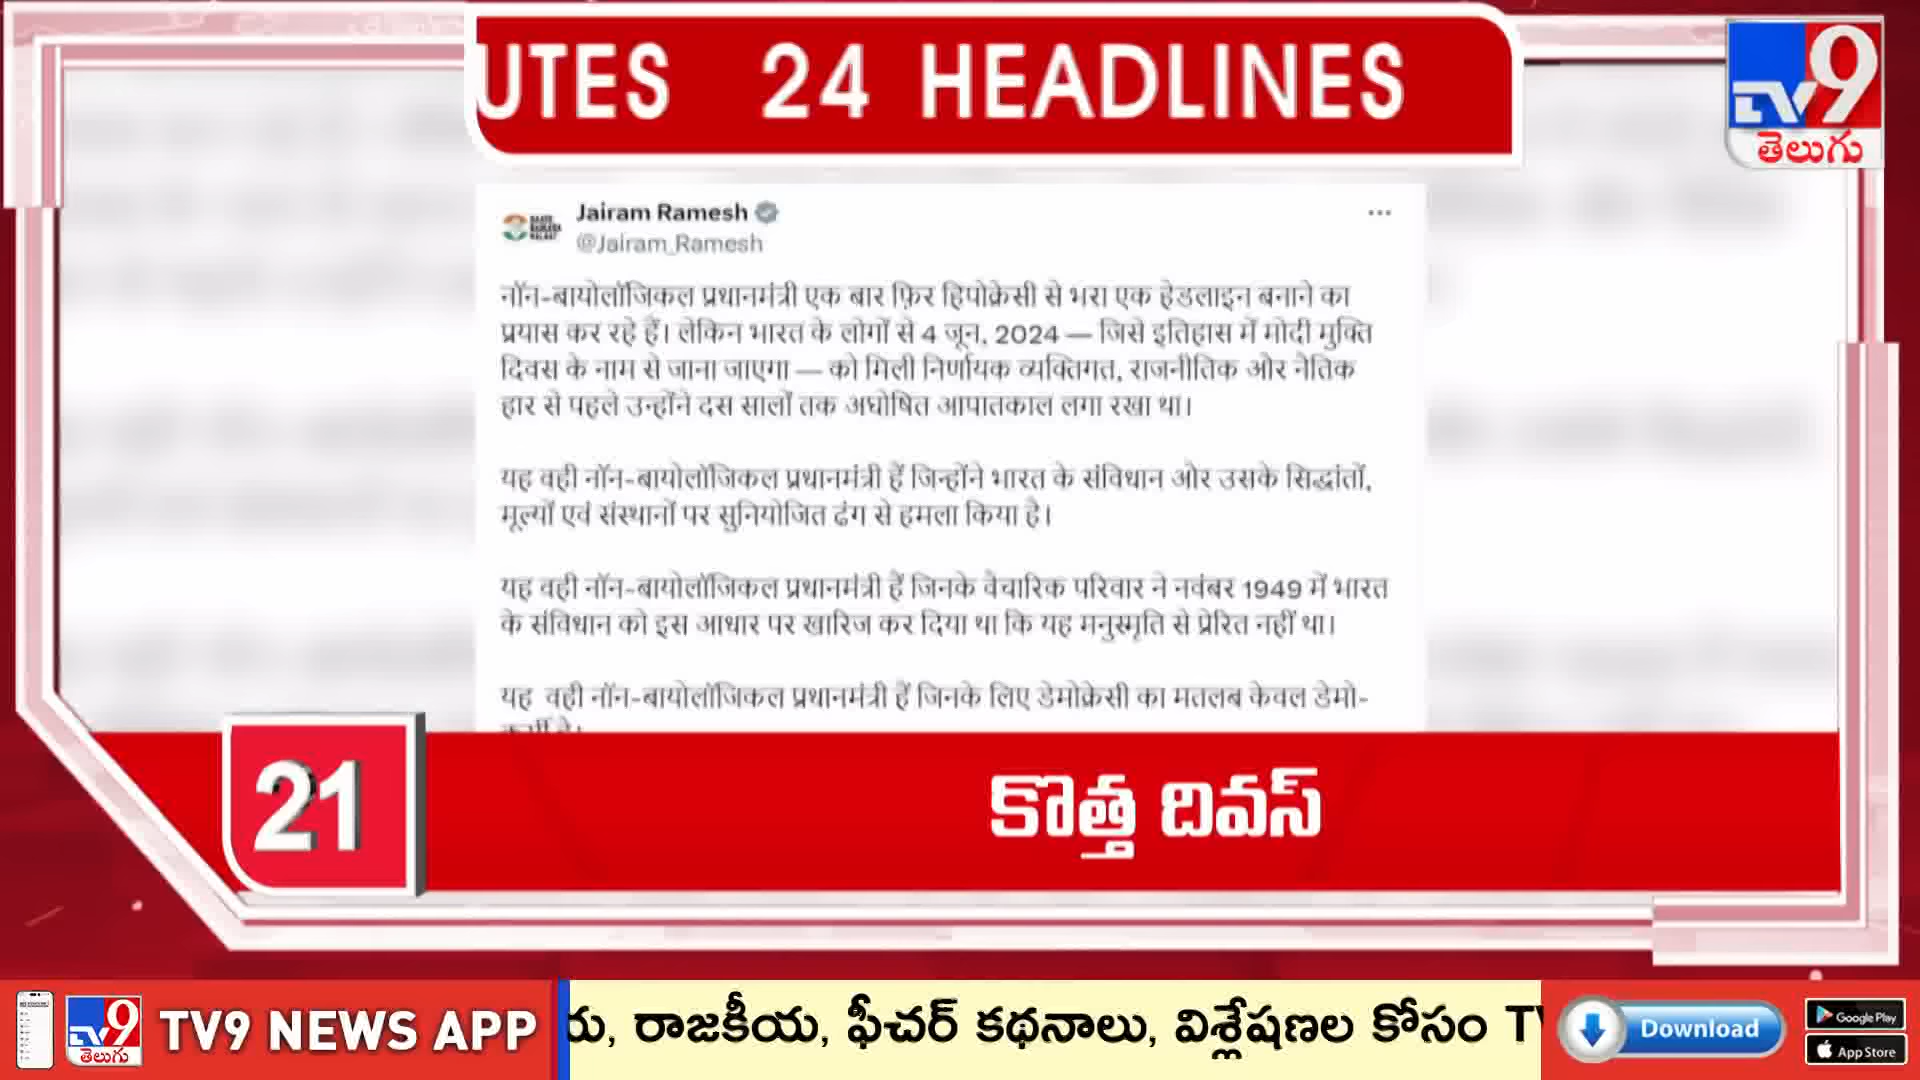 UTES 24 HEADLINES
TV9
తెలుగు
Jairam Ramesh
@Jairam_Ramesh
नॉन-बायोलॉजिकल प्रधानमंत्री एक बार फ़िर हिपोक्रेसी से भरा एक हेडलाइन बनाने का
प्रयास कर रहे हैं। लेकिन भारत के लोगों से 4 जून, 2024 — जिसे इतिहास में मोदी मुक्ति
दिवस के नाम से जाना जाएगा — को मिली निर्णायक व्यक्तिगत, राजनीतिक और नैतिक
हार से पहले उन्होंने दस सालों तक अघोषित आपातकाल लगा रखा था।
यह वही नॉन-बायोलॉजिकल प्रधानमंत्री हैं जिन्होंने भारत के संविधान और उसके सिद्धांतों,
मूल्यों एवं संस्थानों पर सुनियोजित ढंग से हमला किया है।
यह वही नॉन-बायोलॉजिकल प्रधानमंत्री हैं जिनके वैचारिक परिवार ने नवंबर 1949 में भारत
के संविधान को इस आधार पर खारिज कर दिया था कि यह मनुस्मृति से प्रेरित नहीं था।
यह वही नॉन-बायोलॉजिकल प्रधानमंत्री हैं जिनके लिए डेमोक्रेसी का मतलब केवल डेमो-
21
కొత్త దివస్
TV9
తెలుగు
TV9 NEWS APP
రు, రాజకీయ, ఫీచర్ కథనాలు, విశ్లేషణల కోసం TV
Download
Google Play
App Store